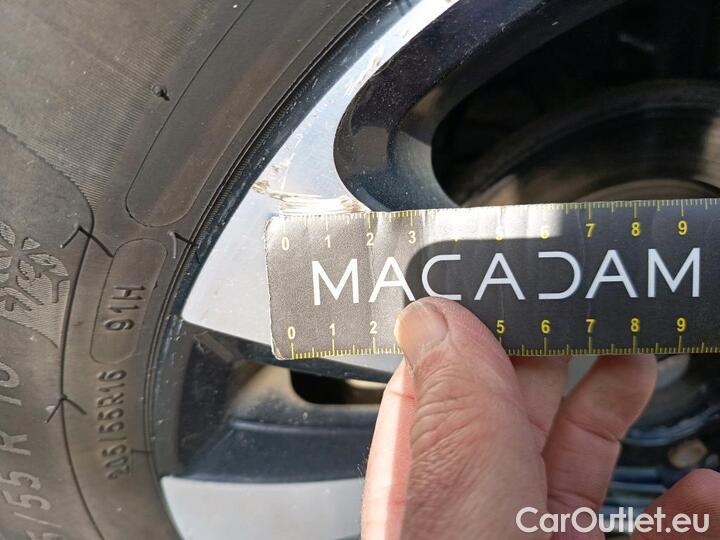 0 1 2 3 4 5 6 7 8 9
MACADAM
0 1 2 5 6 7 8 9
91H
205/55R16
/55 R 16
CarOutlet.eu